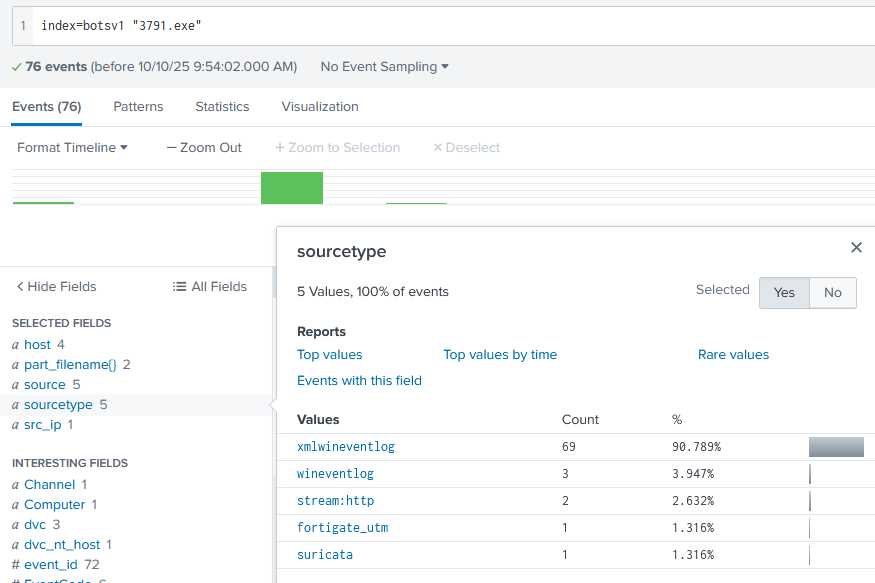 1 index=botsv1 "3791.exe"
✓ 76 events (before 10/10/25 9:54:02.000 AM) No Event Sampling ▾
Events (76) Patterns Statistics Visualization
Format Timeline ▾ — Zoom Out + Zoom to Selection × Deselect
sourcetype ×
5 Values, 100% of events Selected Yes No
Reports
Top values Top values by time Rare values
Events with this field
Values Count %
xmlwineventlog 69 90.789%
wineventlog 3 3.947%
stream:http 2 2.632%
fortigate_utm 1 1.316%
suricata 1 1.316%
< Hide Fields All Fields
SELECTED FIELDS
a host 4
a part_filename{} 2
a source 5
a sourcetype 5
a src_ip 1
INTERESTING FIELDS
a Channel 1
a Computer 1
a dvc 3
a dvc_nt_host 1
# event_id 72
# EventCode 6